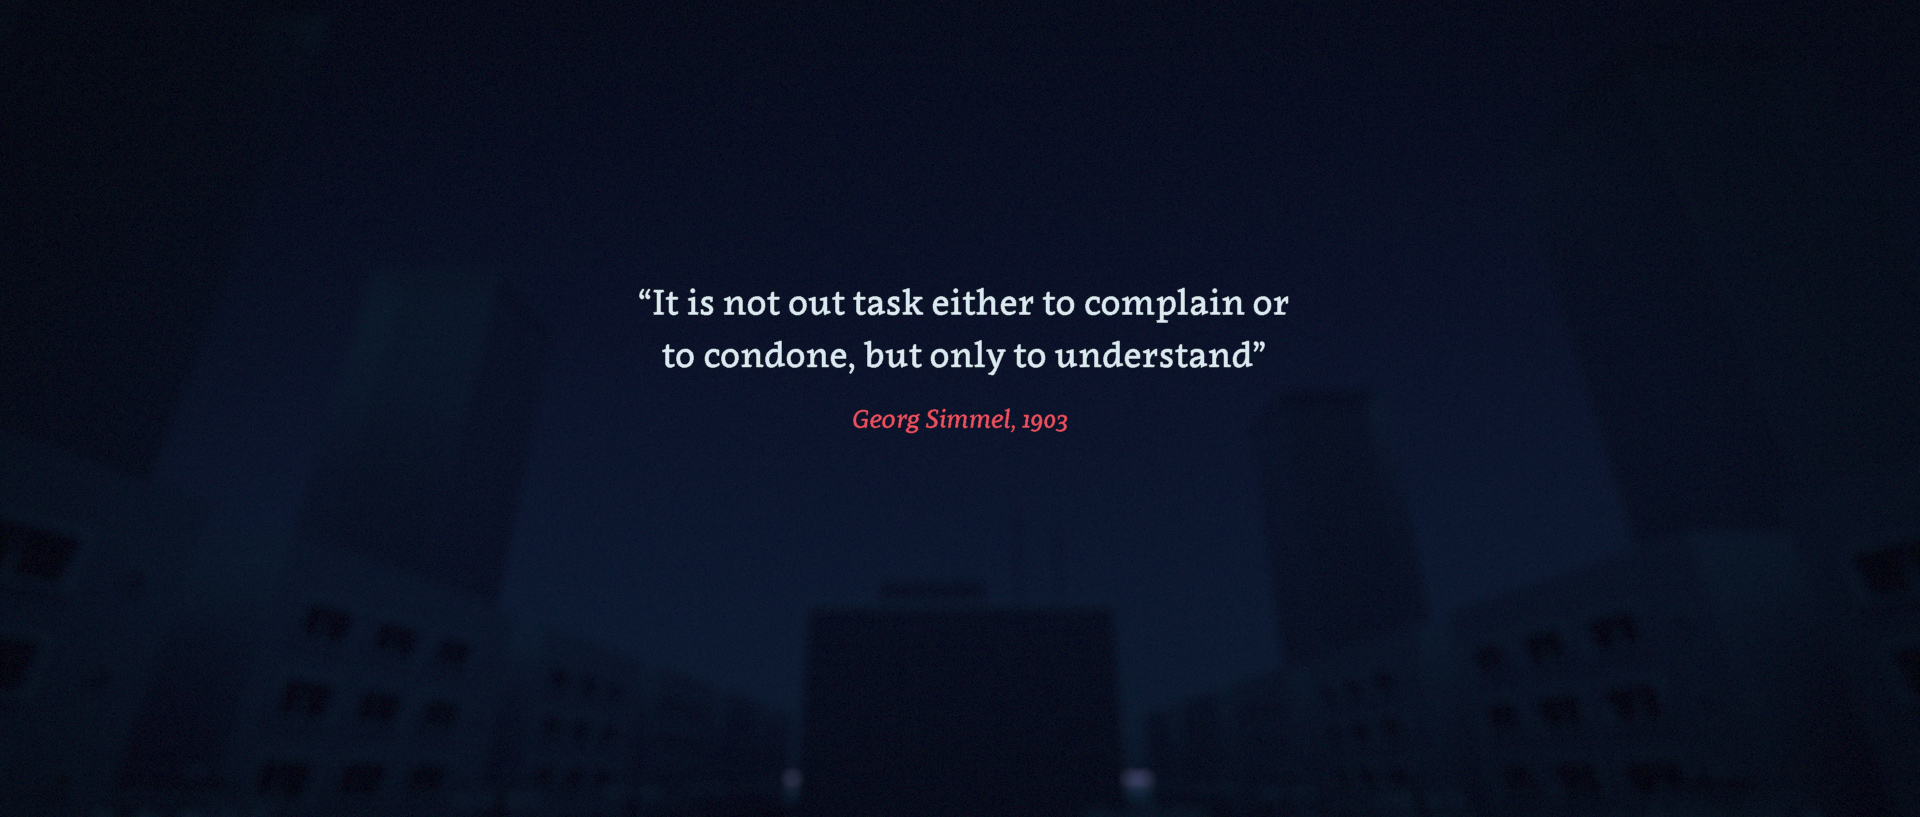 “It is not out task either to complain or
to condone, but only to understand”
Georg Simmel, 1903